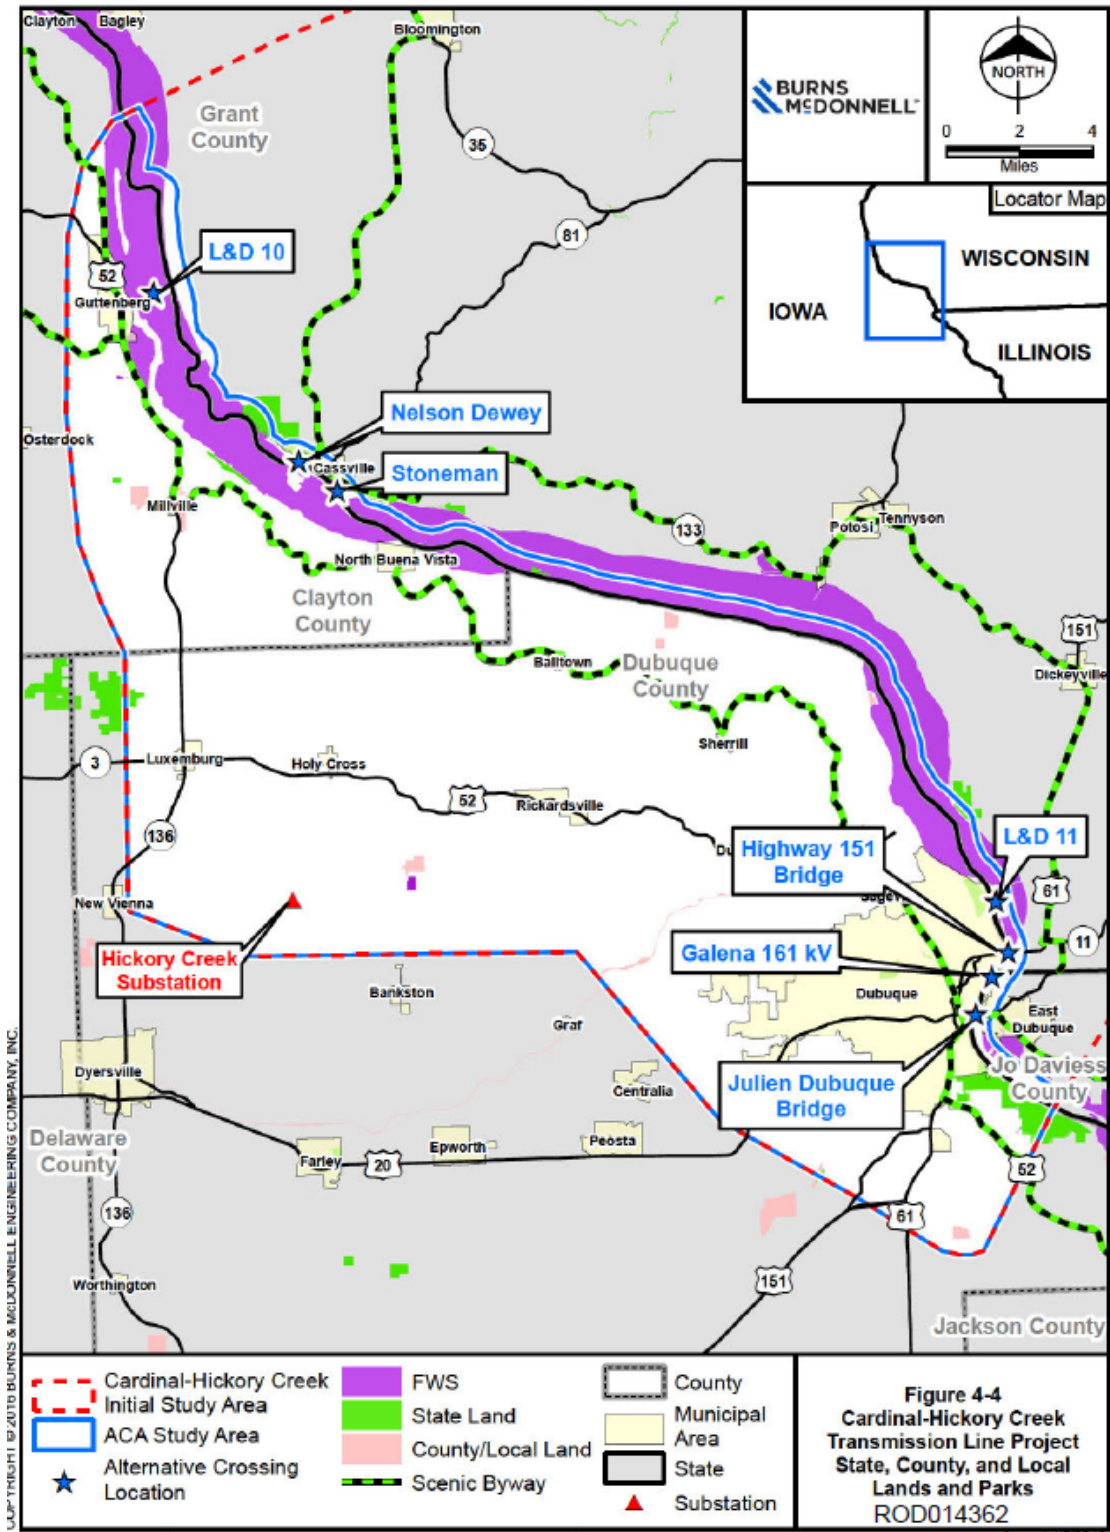 Clayton
Bagley
Bloomington
Grant
County
35
81
L&D 10
52
Guttenberg
Osterdock
Nelson Dewey
Cassville
Stoneman
Millville
133
Potosi
Tennyson
North Buena Vista
Clayton
County
151
Dickeyville
Balltown
Dubuque
County
Sherrill
3
Luxemburg
Holy Cross
52
Rickardsville
136
Highway 151
Bridge
L&D 11
61
New Vienna
11
Hickory Creek
Substation
Galena 161 kV
Bankston
Dubuque
East
Dubuque
Graf
Dyersville
Centralia
Julien Dubuque
Bridge
Jo Daviess
County
Delaware
County
Farley
20
Epworth
Peosta
52
136
61
151
Worthington
Jackson County
BURNS
McDONNELL
NORTH
0 2 4
Miles
Locator Map
WISCONSIN
IOWA
ILLINOIS
COPYRIGHT © 2016 BURNS & McDONNELL ENGINEERING COMPANY, INC.
Cardinal-Hickory Creek
Initial Study Area
ACA Study Area
Alternative Crossing
Location
FWS
State Land
County/Local Land
Scenic Byway
County
Municipal
Area
State
Substation
Figure 4-4
Cardinal-Hickory Creek
Transmission Line Project
State, County, and Local
Lands and Parks
ROD014362